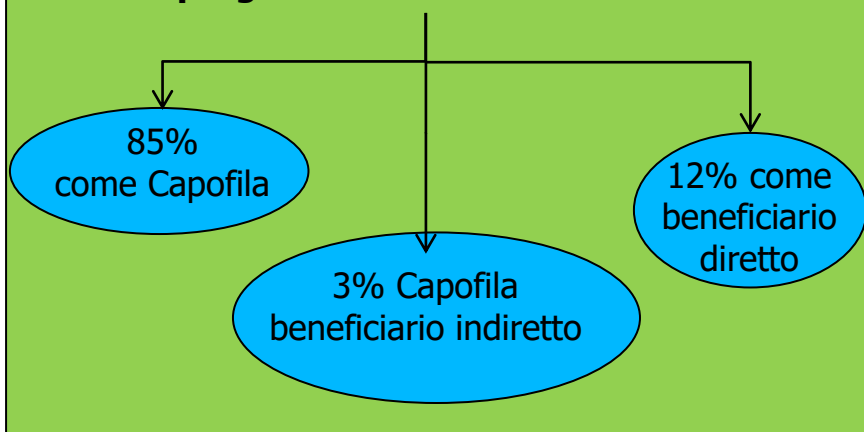 85%
come Capofila
12% come
beneficiario
diretto
3% Capofila
beneficiario indiretto